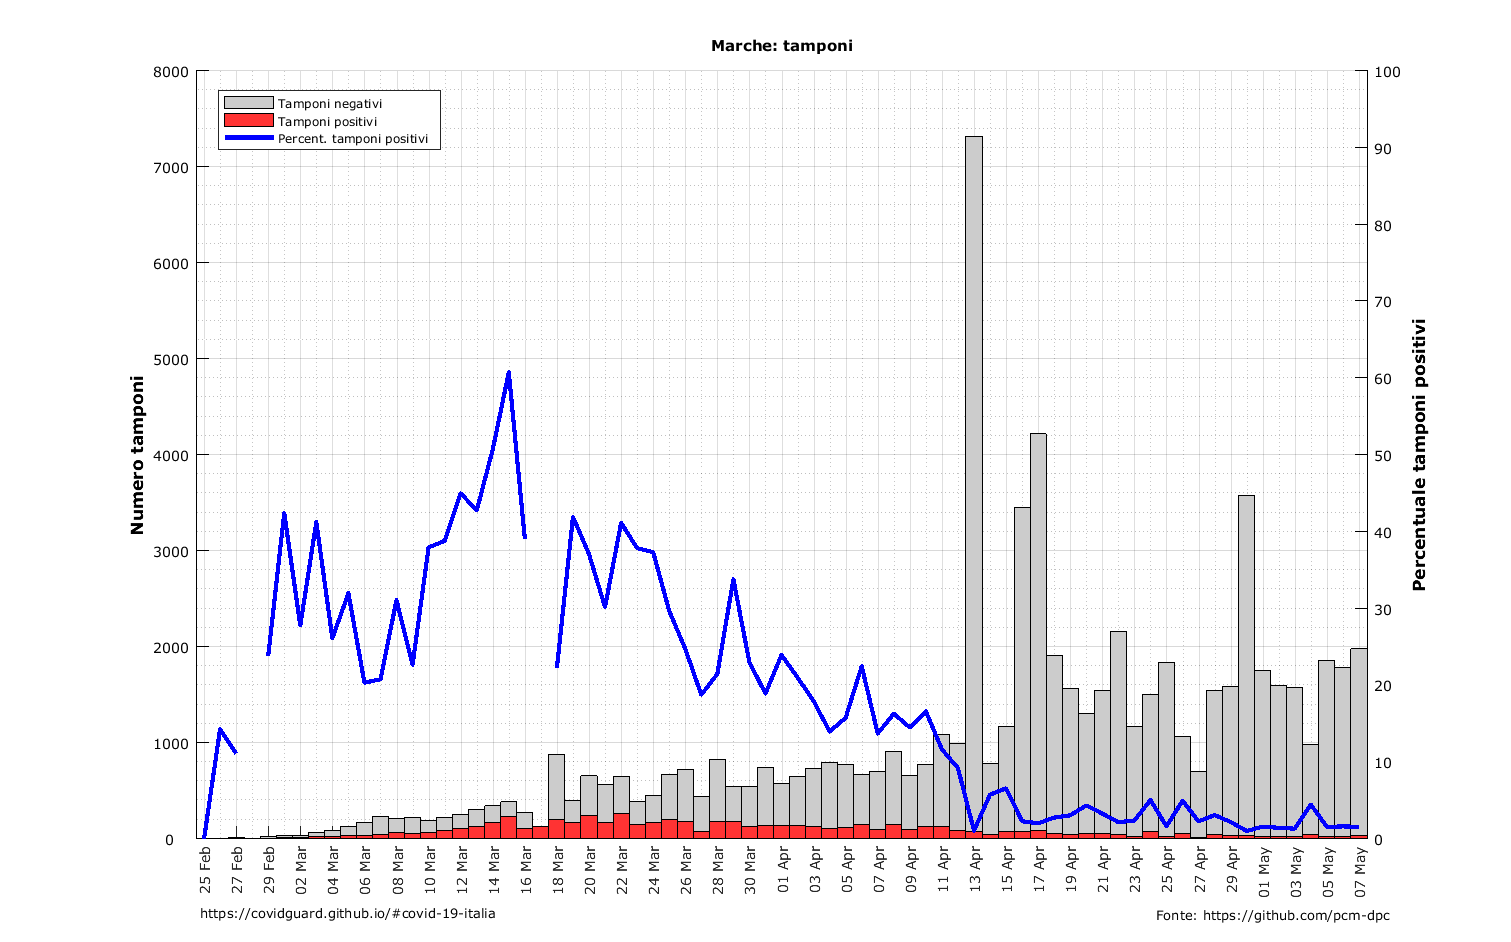 Marche: tamponi
Tamponi negativi
Tamponi positivi
Percent. tamponi positivi
Numero tamponi
8000
7000
6000
5000
4000
3000
2000
1000
0
100
90
80
70
60
50
40
30
20
10
0
Percentuale tamponi positivi
25 Feb
27 Feb
29 Feb
02 Mar
04 Mar
06 Mar
08 Mar
10 Mar
12 Mar
14 Mar
16 Mar
18 Mar
20 Mar
22 Mar
24 Mar
26 Mar
28 Mar
30 Mar
01 Apr
03 Apr
05 Apr
07 Apr
09 Apr
11 Apr
13 Apr
15 Apr
17 Apr
19 Apr
21 Apr
23 Apr
25 Apr
27 Apr
29 Apr
01 May
03 May
05 May
07 May
https://covidguard.github.io/#covid-19-italia
Fonte: https://github.com/pcm-dpc